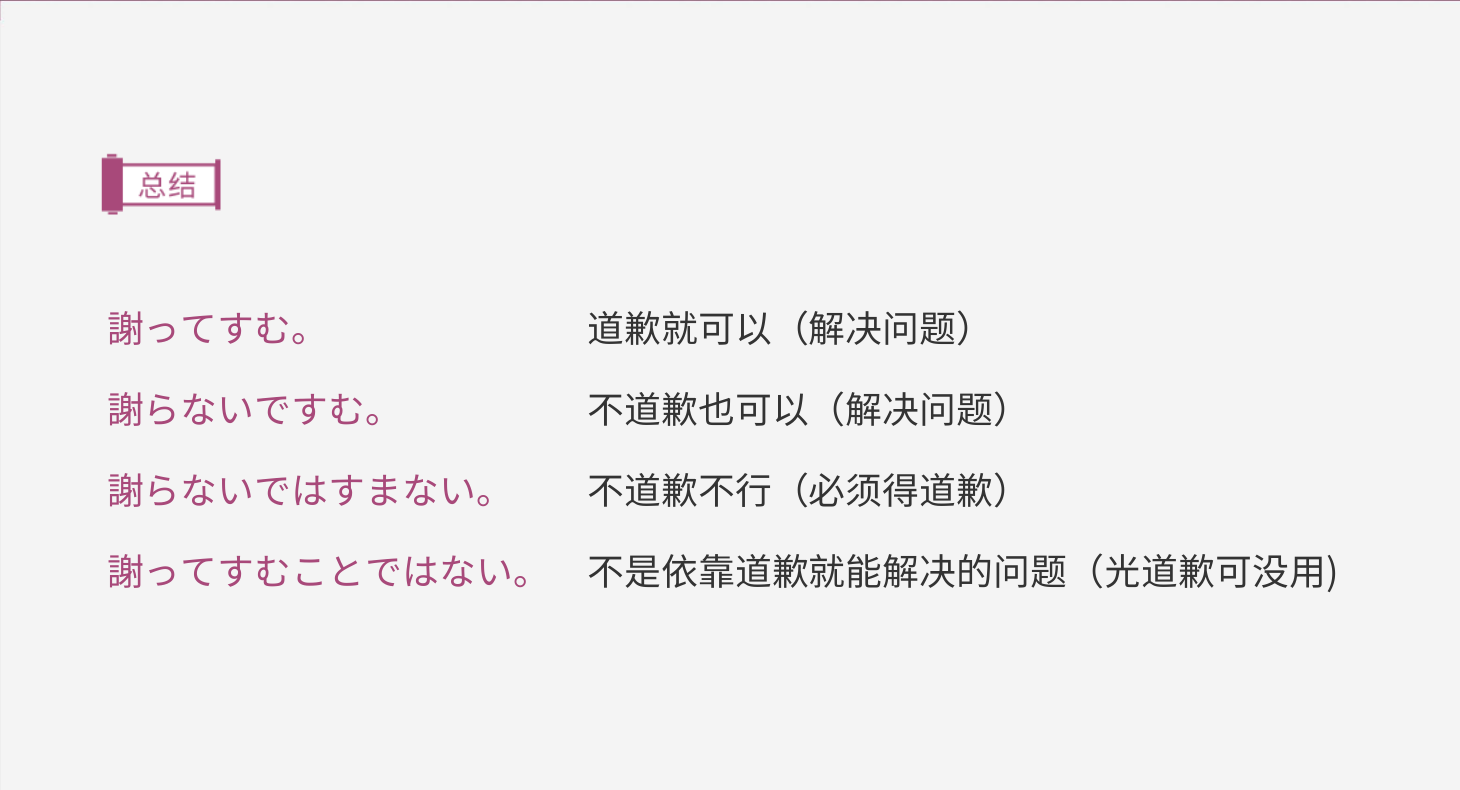 总结
謝ってすむ。 道歉就可以（解决问题）
謝らないですむ。 不道歉也可以（解决问题）
謝らないではすまない。 不道歉不行（必须得道歉）
謝ってすむことではない。 不是依靠道歉就能解决的问题（光道歉可没用)